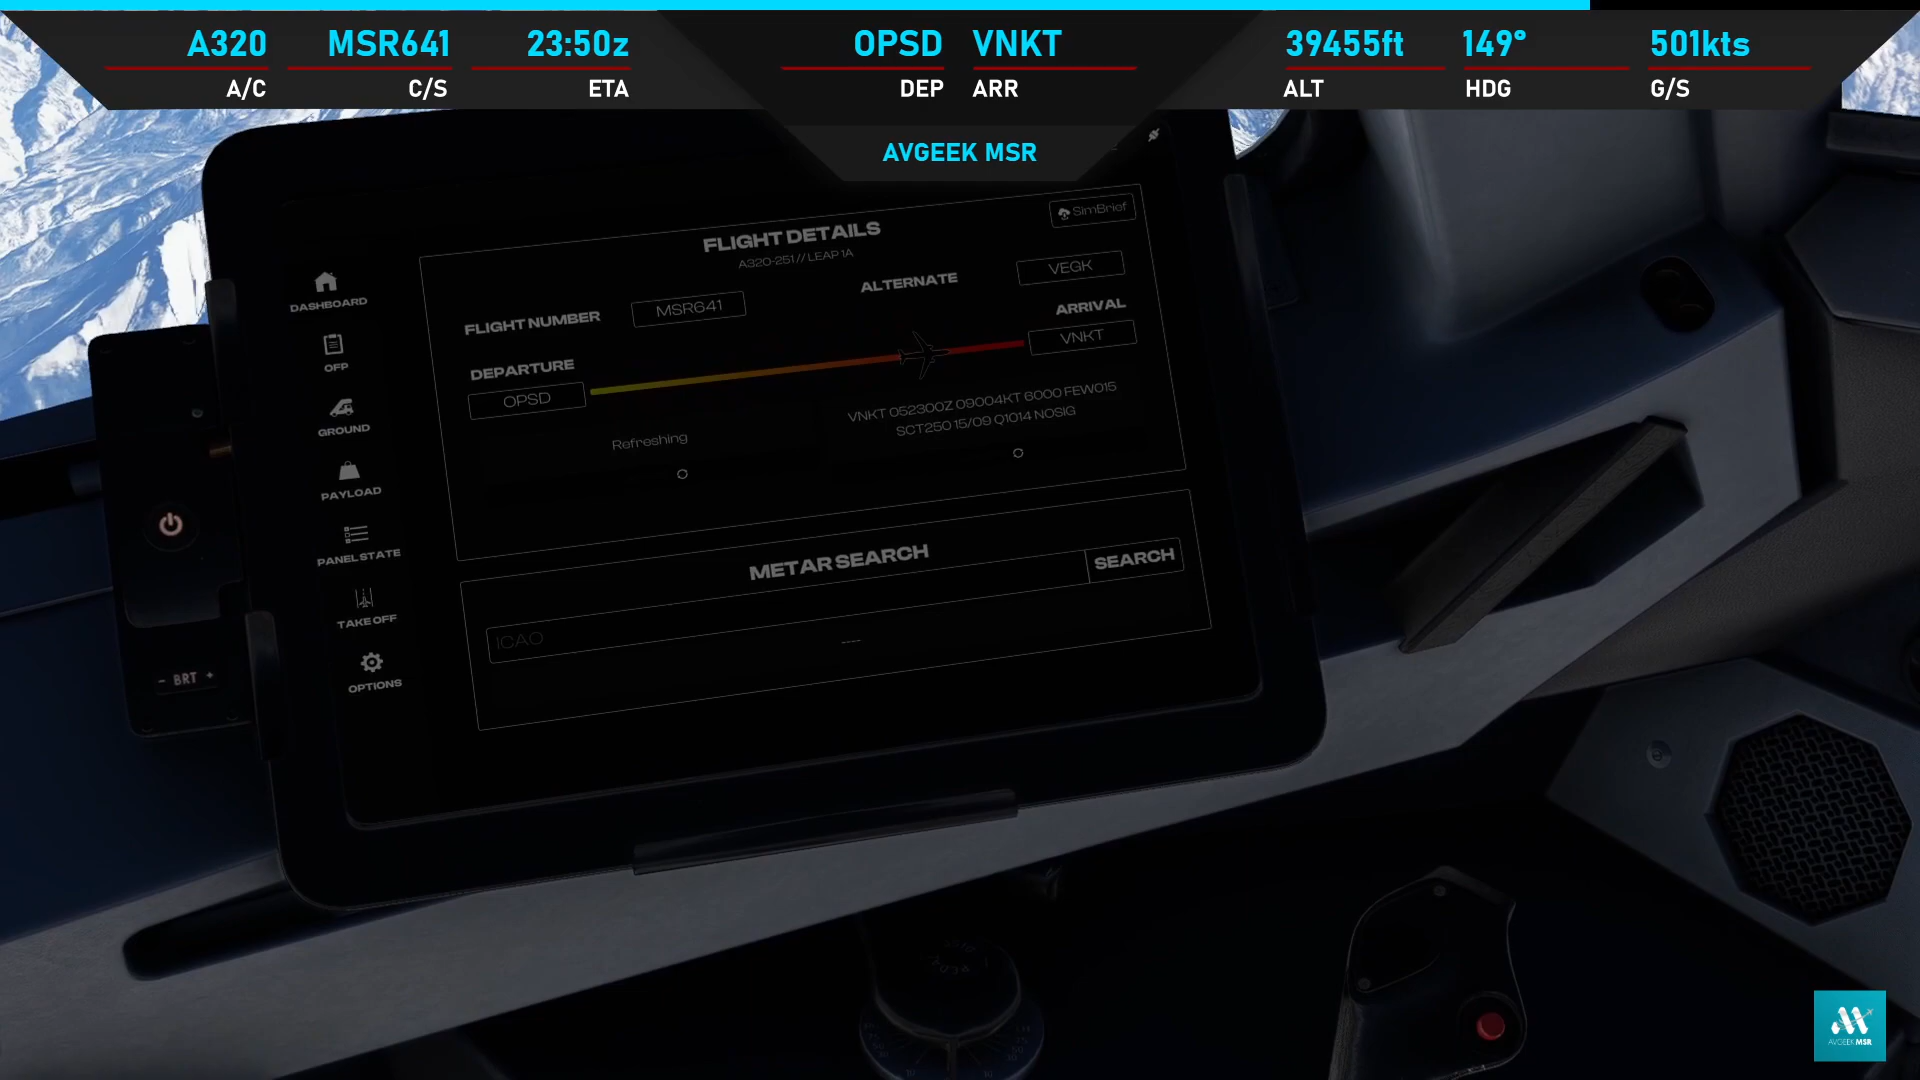 A320 MSR641 23:50z OPSD VNKT 39455ft 149° 501kts
A/C C/S ETA DEP ARR ALT HDG G/S
AVGEEK MSR
SimBrief
FLIGHT DETAILS
A320-251 // LEAP 1A
ALTERNATE VEGK
FLIGHT NUMBER MSR641
ARRIVAL
VNKT
DEPARTURE
OPSD
VNKT 052300Z 09004KT 6000 FEW015
SCT250 15/09 Q1014 NOSIG
Refreshing
METAR SEARCH
SEARCH
ICAO
----
DASHBOARD
OFP
GROUND
PAYLOAD
PANEL STATE
TAKE OFF
OPTIONS
- BRT +
AVGEEK MSR